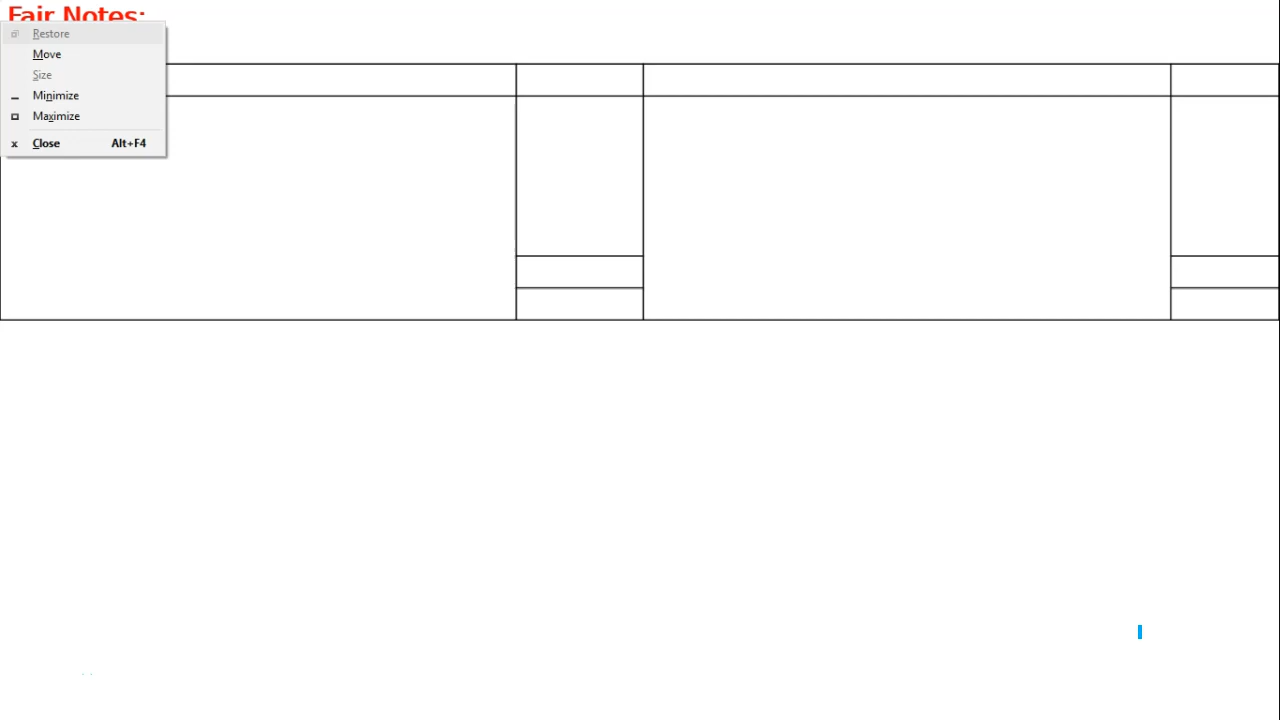 Fair Notes:
Restore
Move
Size
Minimize
Maximize
Close Alt+F4